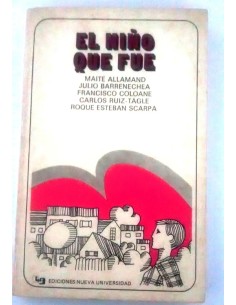 EL NIÑO
QUE FUE
MAITE ALLAMAND
JULIO BARRENECHEA
FRANCISCO COLOANE
CARLOS RUIZ-TAGLE
ROQUE ESTEBAN SCARPA
EDICIONES NUEVA UNIVERSIDAD